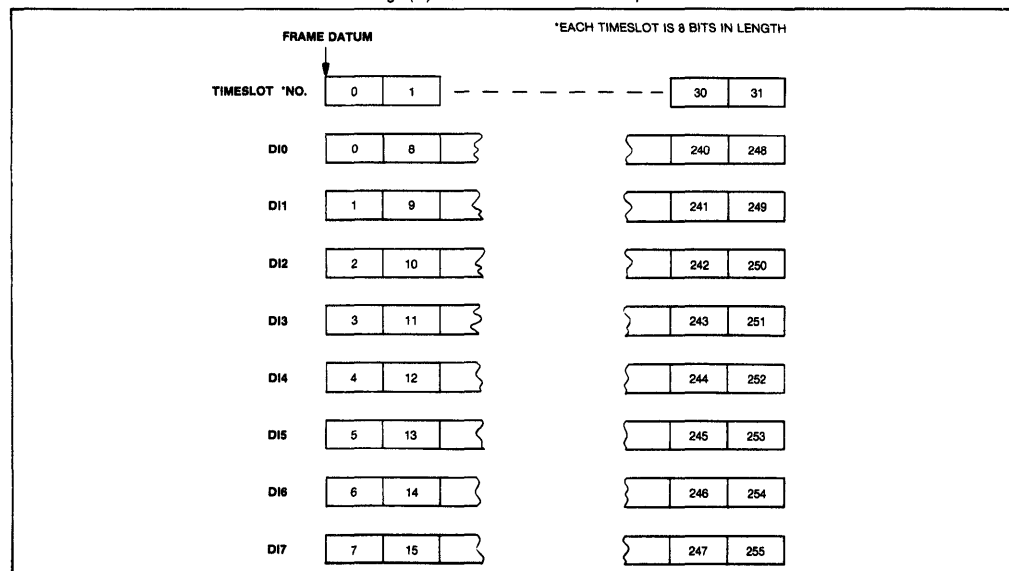 *EACH TIMESLOT IS 8 BITS IN LENGTH
FRAME DATUM
TIMESLOT *NO. 0 1 30 31
DI0 0 8 240 248
DI1 1 9 241 249
DI2 2 10 242 250
DI3 3 11 243 251
DI4 4 12 244 252
DI5 5 13 245 253
DI6 6 14 246 254
DI7 7 15 247 255